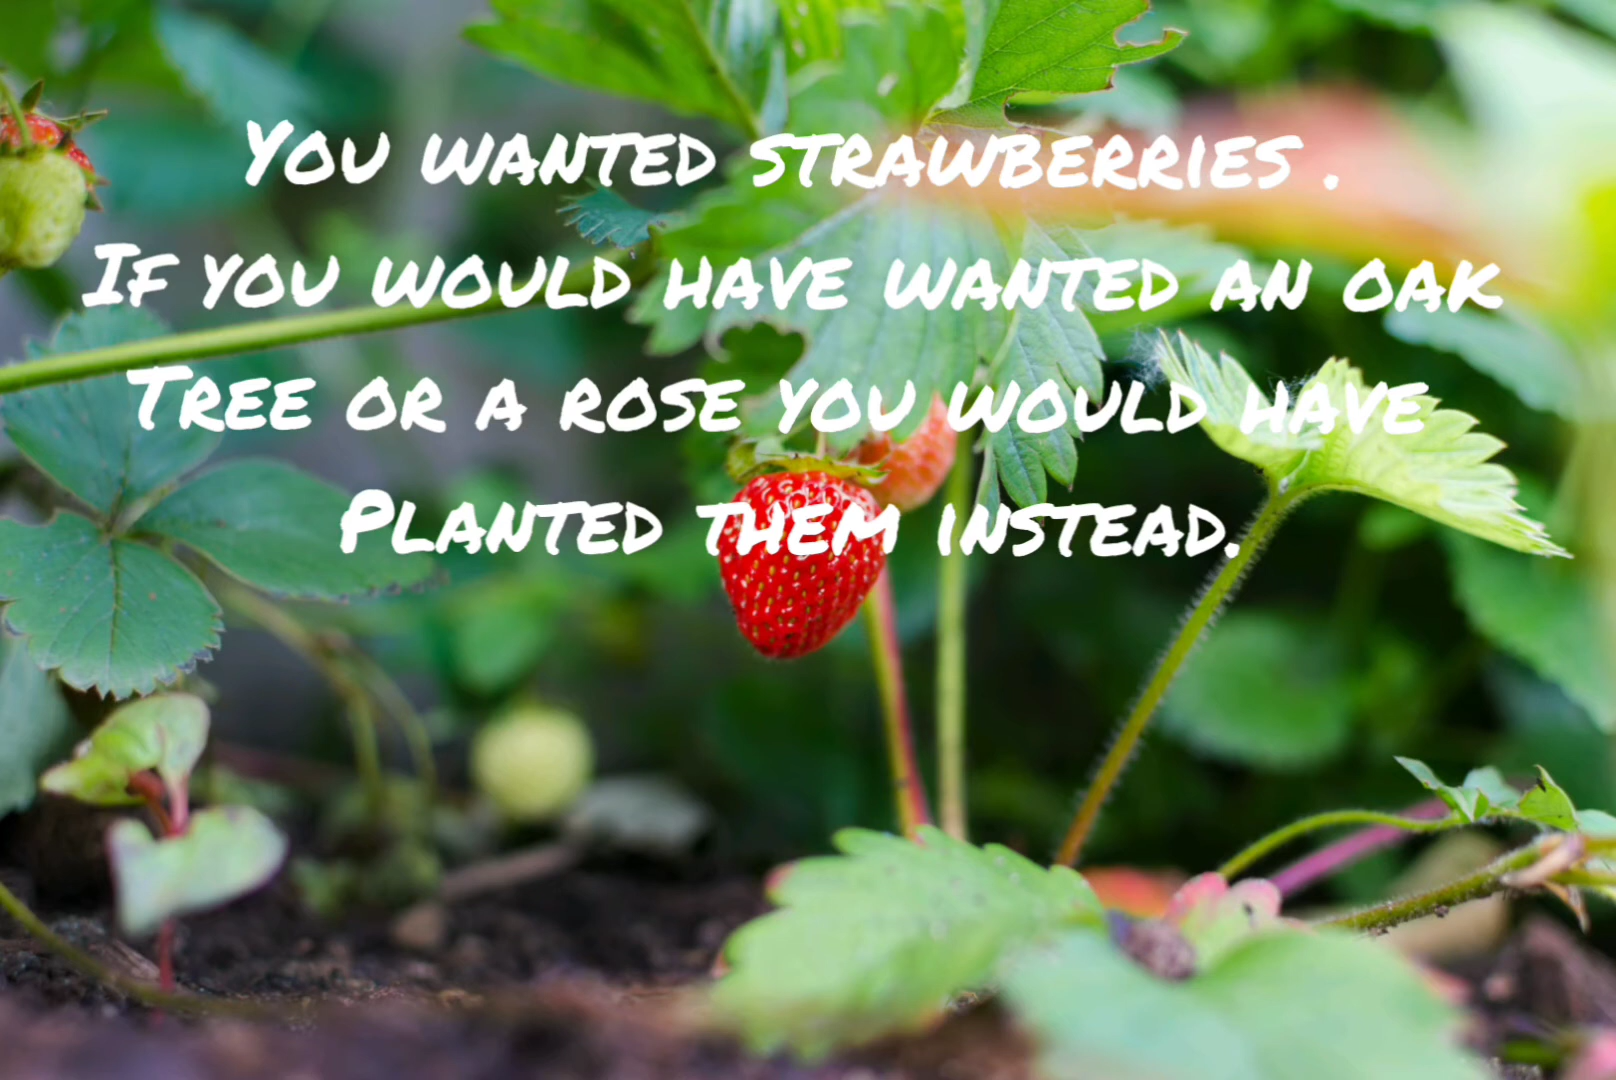 You wanted strawberries .
If you would have wanted an oak
Tree or a rose you would have
Planted them instead.